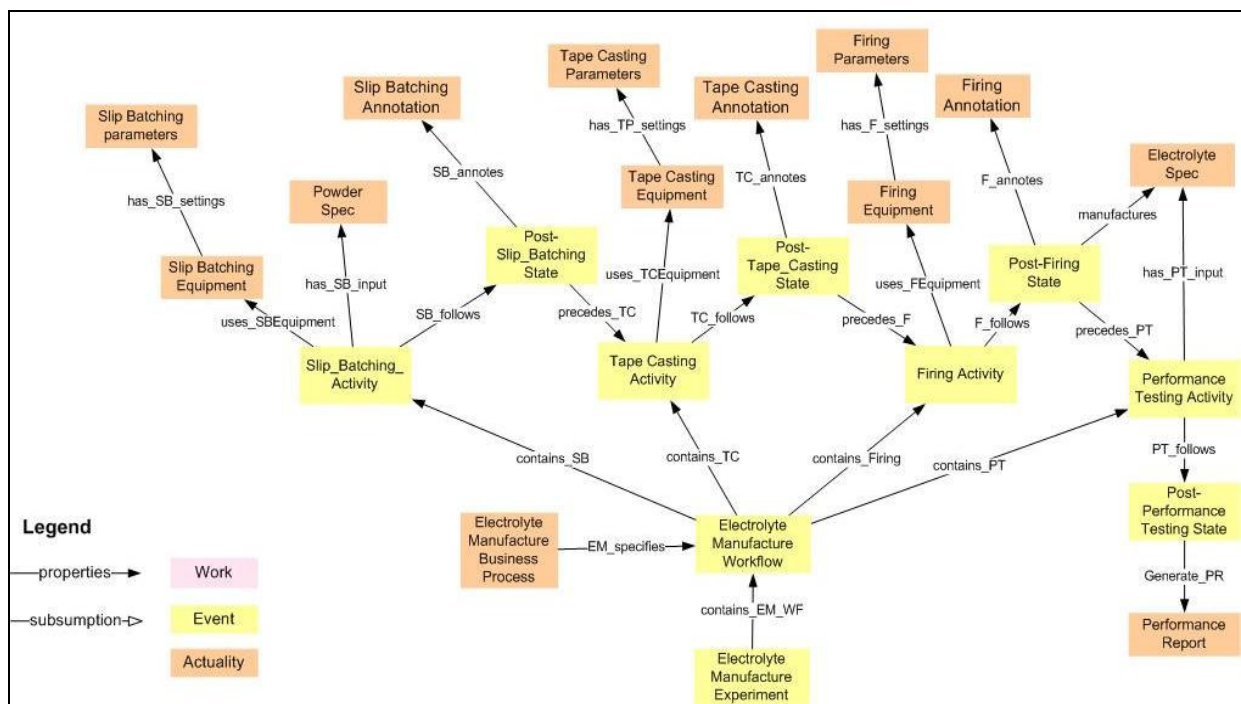 Tape Casting
Parameters
Firing
Parameters
Slip Batching
Annotation
Tape Casting
Annotation
Firing
Annotation
Slip Batching
parameters
has_TP_settings
has_F_settings
Electrolyte
Spec
SB_annotes
Tape Casting
Equipment
TC_annotes
F_annotes
Powder
Spec
Firing
Equipment
has_SB_settings
manufactures
Post-
Slip_Batching_
State
Post-
Tape_Casting
State
Post-Firing
State
Slip Batching
Equipment
uses_TCEquipment
has_PT_input
has_SB_input
uses_FEquipment
uses_SBEquipment
SB_follows
precedes_TC
TC_follows
precedes_F
F_follows
precedes_PT
Slip_Batching_
Activity
Tape Casting
Activity
Firing Activity
Performance
Testing Activity
contains_SB
contains_TC
contains_Firing
contains_PT
PT_follows
Post-
Performance
Testing State
Legend
Electrolyte
Manufacture
Business
Process
EM_specifies
Electrolyte
Manufacture
Workflow
properties
Work
Generate_PR
subsumption
Event
contains_EM_WF
Performance
Report
Actuality
Electrolyte
Manufacture
Experiment